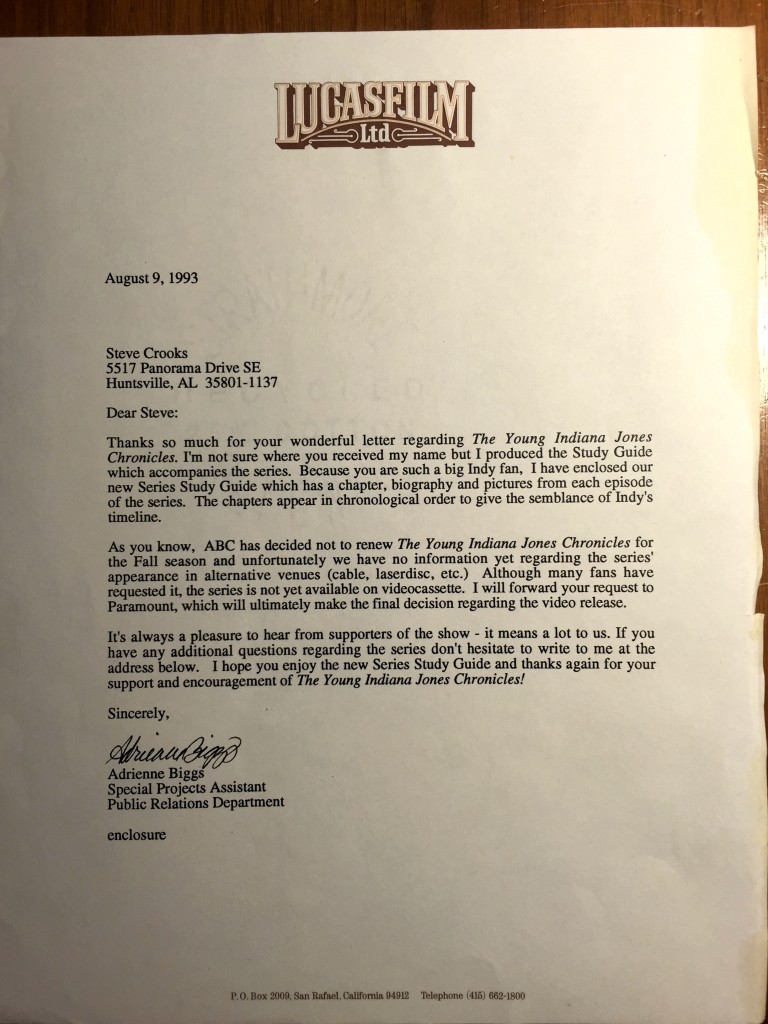 LUCASFILM
Ltd
August 9, 1993
Steve Crooks
5517 Panorama Drive SE
Huntsville, AL 35801-1137
Dear Steve:
Thanks so much for your wonderful letter regarding The Young Indiana Jones
Chronicles. I'm not sure where you received my name but I produced the Study Guide
which accompanies the series. Because you are such a big Indy fan, I have enclosed our
new Series Study Guide which has a chapter, biography and pictures from each episode
of the series. The chapters appear in chronological order to give the semblance of Indy's
timeline.
As you know, ABC has decided not to renew The Young Indiana Jones Chronicles for
the Fall season and unfortunately we have no information yet regarding the series'
appearance in alternative venues (cable, laserdisc, etc.) Although many fans have
requested it, the series is not yet available on videocassette. I will forward your request to
Paramount, which will ultimately make the final decision regarding the video release.
It's always a pleasure to hear from supporters of the show - it means a lot to us. If you
have any additional questions regarding the series don't hesitate to write to me at the
address below. I hope you enjoy the new Series Study Guide and thanks again for your
support and encouragement of The Young Indiana Jones Chronicles!
Sincerely,
Adrienne Biggs
Adrienne Biggs
Special Projects Assistant
Public Relations Department
enclosure
P.O. Box 2009, San Rafael, California 94912 Telephone (415) 662-1800